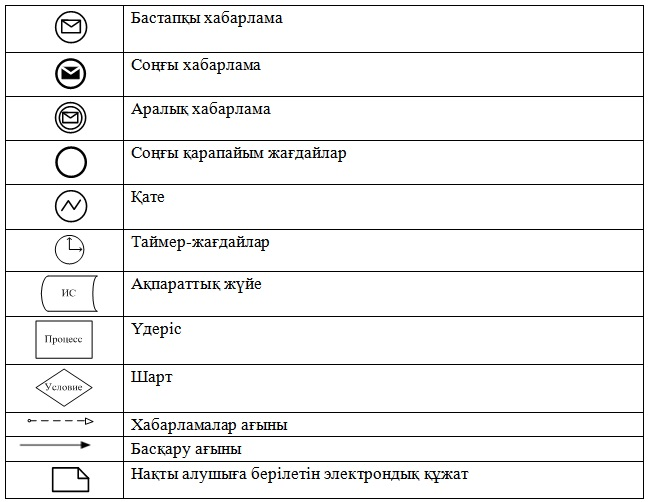 Бастапқы хабарлама
Соңғы хабарлама
Аралық хабарлама
Соңғы қарапайым жағдайлар
Қате
Таймер-жағдайлар
ИС
Ақпараттық жүйе
Процесс
Үдеріс
Условие
Шарт
Хабарламалар ағыны
Басқару ағыны
Нақты алушыға берілетін электрондық құжат